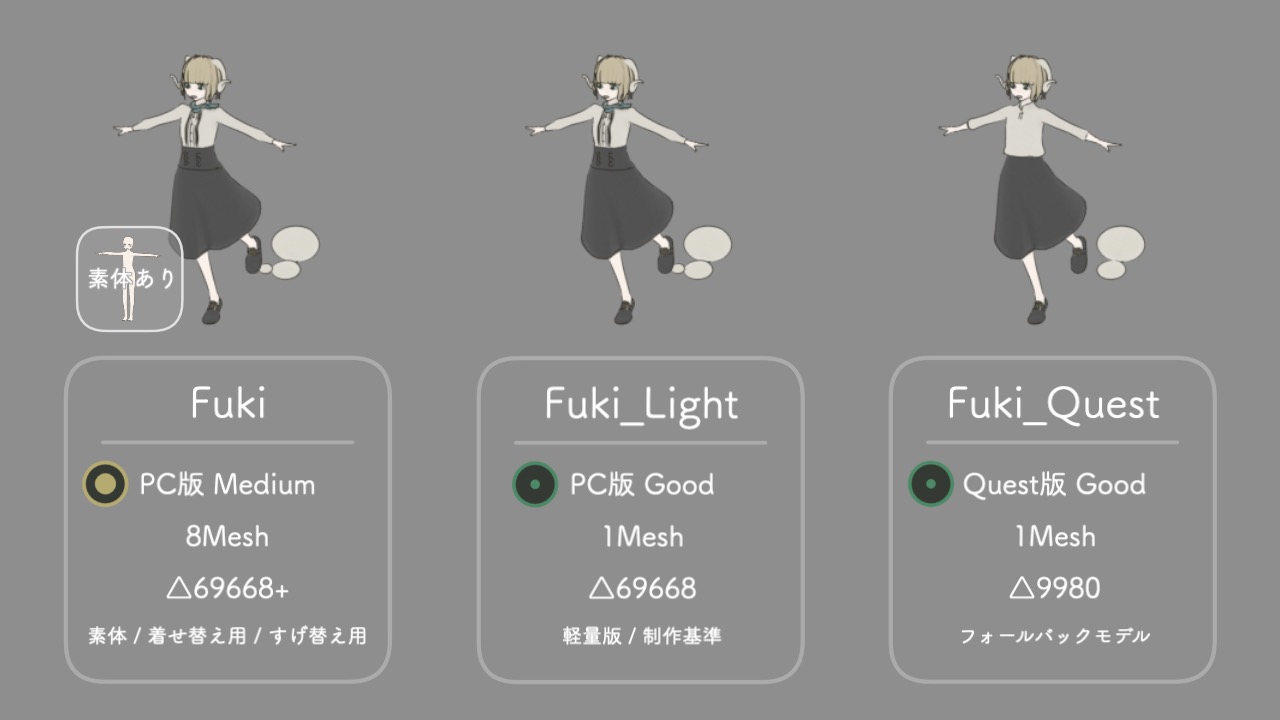 素体あり
Fuki
PC版 Medium
8Mesh
△69668+
素体 / 着せ替え用 / すげ替え用
Fuki_Light
PC版 Good
1Mesh
△69668
軽量版 / 制作基準
Fuki_Quest
Quest版 Good
1Mesh
△9980
フォールバックモデル